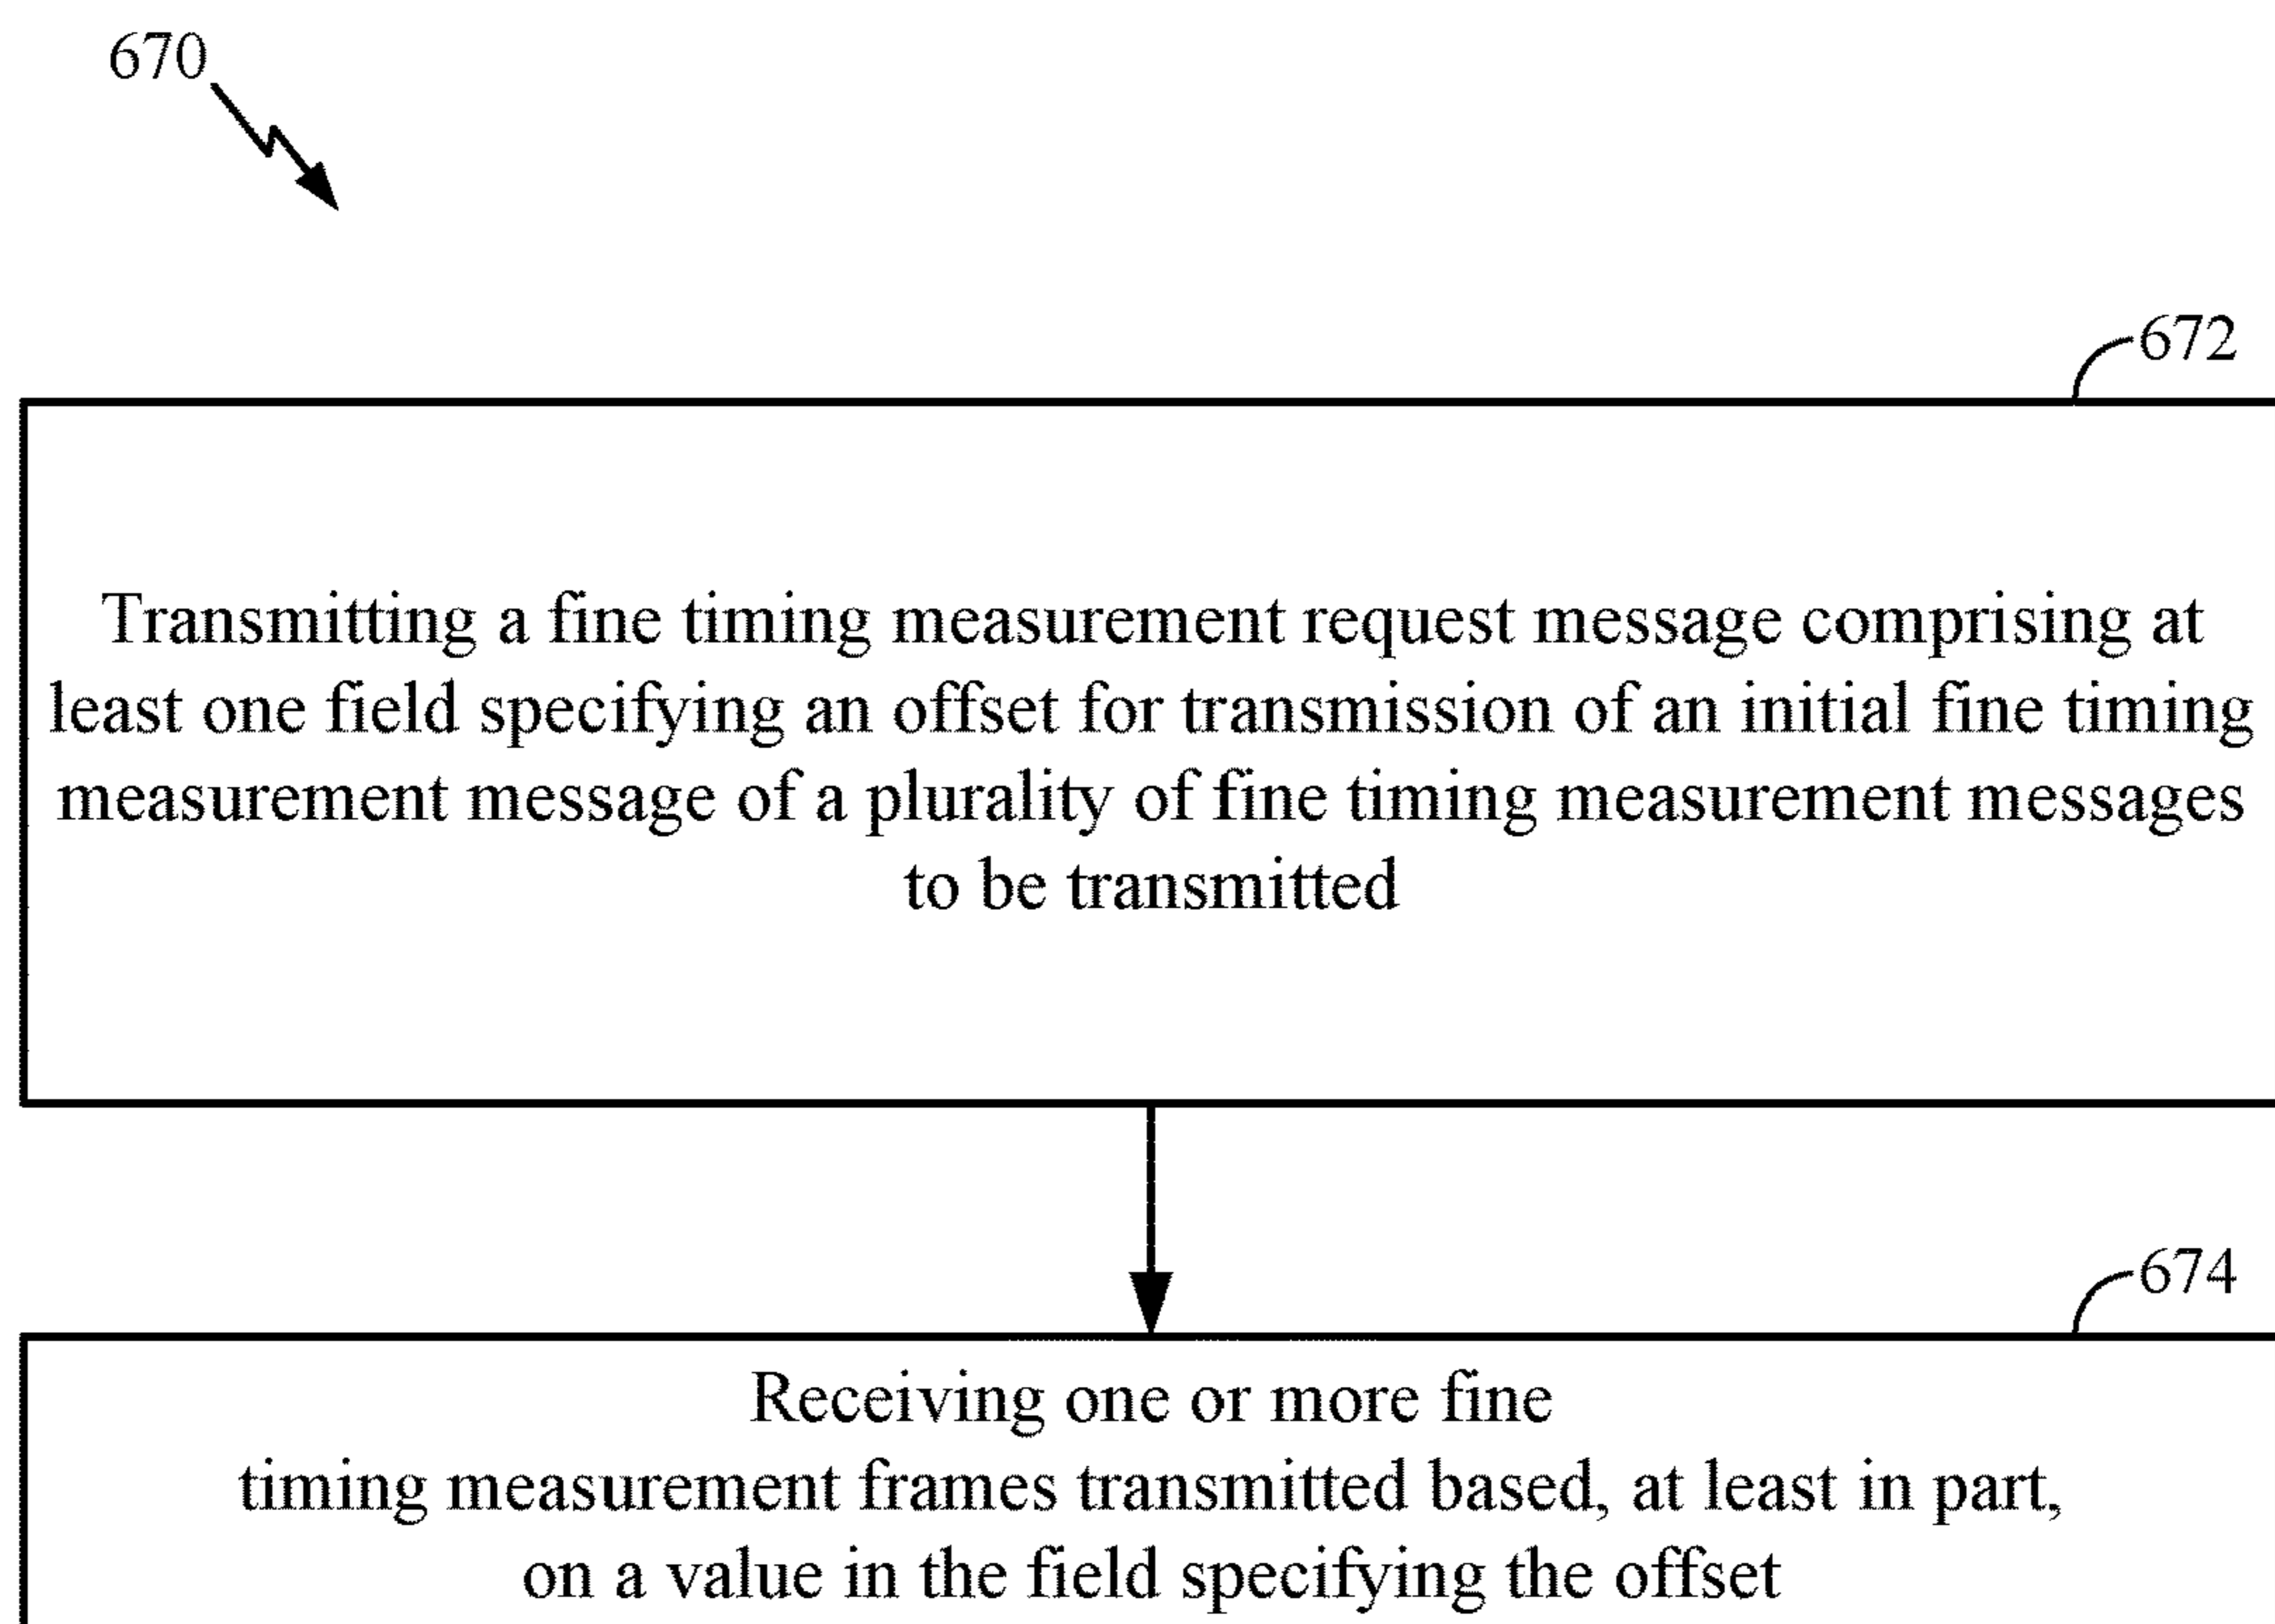 670
672
Transmitting a fine timing measurement request message comprising at
least one field specifying an offset for transmission of an initial fine timing
measurement message of a plurality of fine timing measurement messages
to be transmitted
674
Receiving one or more fine
timing measurement frames transmitted based, at least in part,
on a value in the field specifying the offset